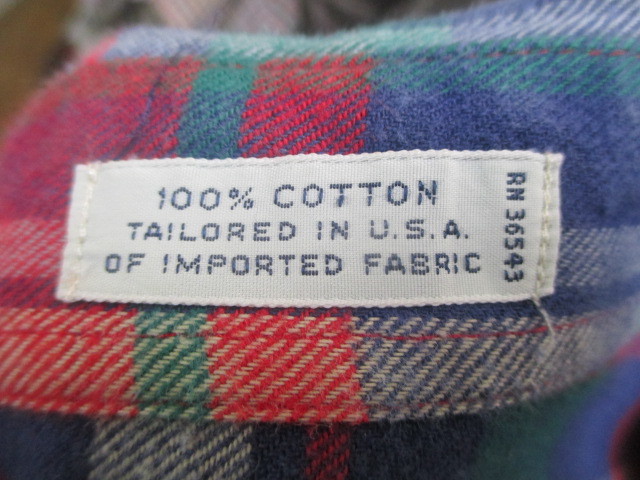 100% COTTON
TAILORED IN U.S.A.
OF IMPORTED FABRIC
RN 36543